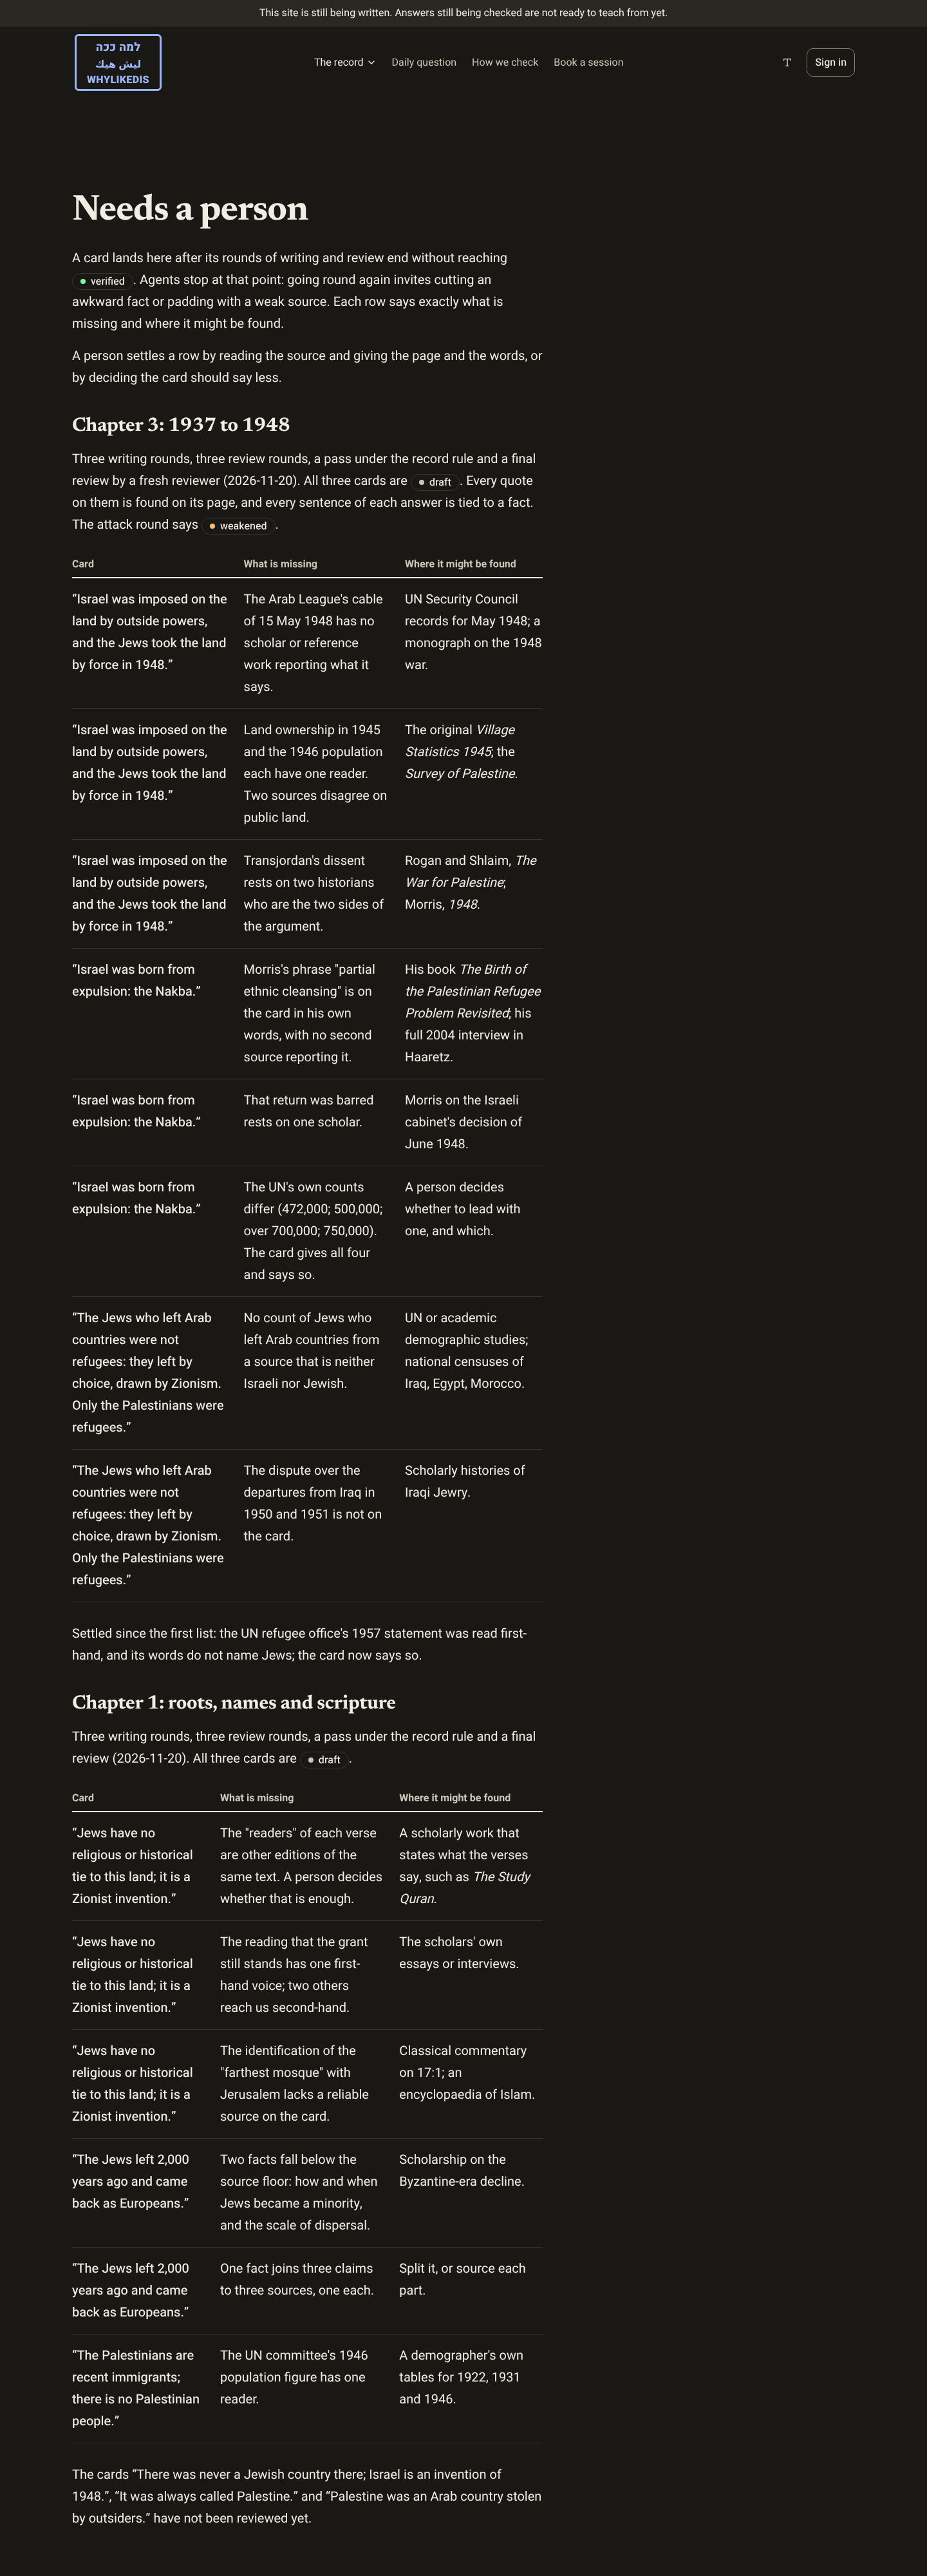 This site is still being written. Answers still being checked are not ready to teach from yet.
למה ככה
ليش هيك
WHYLIKEDIS
The record
Daily question
How we check
Book a session
T
Sign in
Needs a person
A card lands here after its rounds of writing and review end without reaching
verified. Agents stop at that point: going round again invites cutting an
awkward fact or padding with a weak source. Each row says exactly what is
missing and where it might be found.
A person settles a row by reading the source and giving the page and the words, or
by deciding the card should say less.
Chapter 3: 1937 to 1948
Three writing rounds, three review rounds, a pass under the record rule and a final
review by a fresh reviewer (2026-11-20). All three cards are draft. Every quote
on them is found on its page, and every sentence of each answer is tied to a fact.
The attack round says weakened.
Card
What is missing
Where it might be found
“Israel was imposed on the
land by outside powers,
and the Jews took the land
by force in 1948.”
The Arab League's cable
of 15 May 1948 has no
scholar or reference
work reporting what it
says.
UN Security Council
records for May 1948; a
monograph on the 1948
war.
“Israel was imposed on the
land by outside powers,
and the Jews took the land
by force in 1948.”
Land ownership in 1945
and the 1946 population
each have one reader.
Two sources disagree on
public land.
The original Village
Statistics 1945; the
Survey of Palestine.
“Israel was imposed on the
land by outside powers,
and the Jews took the land
by force in 1948.”
Transjordan's dissent
rests on two historians
who are the two sides of
the argument.
Rogan and Shlaim, The
War for Palestine;
Morris, 1948.
“Israel was born from
expulsion: the Nakba.”
Morris's phrase "partial
ethnic cleansing" is on
the card in his own
words, with no second
source reporting it.
His book The Birth of
the Palestinian Refugee
Problem Revisited; his
full 2004 interview in
Haaretz.
“Israel was born from
expulsion: the Nakba.”
That return was barred
rests on one scholar.
Morris on the Israeli
cabinet's decision of
June 1948.
“Israel was born from
expulsion: the Nakba.”
The UN's own counts
differ (472,000; 500,000;
over 700,000; 750,000).
The card gives all four
and says so.
A person decides
whether to lead with
one, and which.
“The Jews who left Arab
countries were not
refugees: they left by
choice, drawn by Zionism.
Only the Palestinians were
refugees.”
No count of Jews who
left Arab countries from
a source that is neither
Israeli nor Jewish.
UN or academic
demographic studies;
national censuses of
Iraq, Egypt, Morocco.
“The Jews who left Arab
countries were not
refugees: they left by
choice, drawn by Zionism.
Only the Palestinians were
refugees.”
The dispute over the
departures from Iraq in
1950 and 1951 is not on
the card.
Scholarly histories of
Iraqi Jewry.
Settled since the first list: the UN refugee office's 1957 statement was read first-
hand, and its words do not name Jews; the card now says so.
Chapter 1: roots, names and scripture
Three writing rounds, three review rounds, a pass under the record rule and a final
review (2026-11-20). All three cards are draft.
Card
What is missing
Where it might be found
“Jews have no
religious or historical
tie to this land; it is a
Zionist invention.”
The "readers" of each verse
are other editions of the
same text. A person decides
whether that is enough.
A scholarly work that
states what the verses
say, such as The Study
Quran.
“Jews have no
religious or historical
tie to this land; it is a
Zionist invention.”
The reading that the grant
still stands has one first-
hand voice; two others
reach us second-hand.
The scholars' own
essays or interviews.
“Jews have no
religious or historical
tie to this land; it is a
Zionist invention.”
The identification of the
"farthest mosque" with
Jerusalem lacks a reliable
source on the card.
Classical commentary
on 17:1; an
encyclopaedia of Islam.
“The Jews left 2,000
years ago and came
back as Europeans.”
Two facts fall below the
source floor: how and when
Jews became a minority,
and the scale of dispersal.
Scholarship on the
Byzantine-era decline.
“The Jews left 2,000
years ago and came
back as Europeans.”
One fact joins three claims
to three sources, one each.
Split it, or source each
part.
“The Palestinians are
recent immigrants;
there is no Palestinian
people.”
The UN committee's 1946
population figure has one
reader.
A demographer's own
tables for 1922, 1931
and 1946.
The cards “There was never a Jewish country there; Israel is an invention of
1948.”, “It was always called Palestine.” and “Palestine was an Arab country stolen
by outsiders.” have not been reviewed yet.